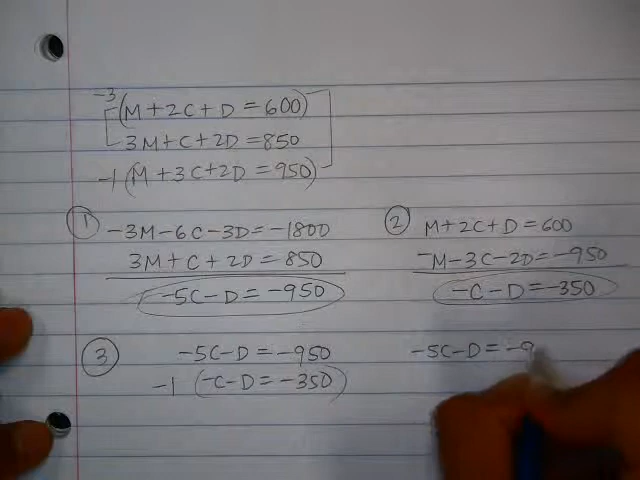 -3(M+2C+D=600)
3M+C+2D=850
-1(M+3C+2D=950)
1
-3M-6C-3D=-1800
3M+C+2D=850
-5C-D=-950
2
M+2C+D=600
-M-3C-2D=-950
-C-D=-350
3
-5C-D=-950
-1(-C-D=-350)
-5C-D=-9